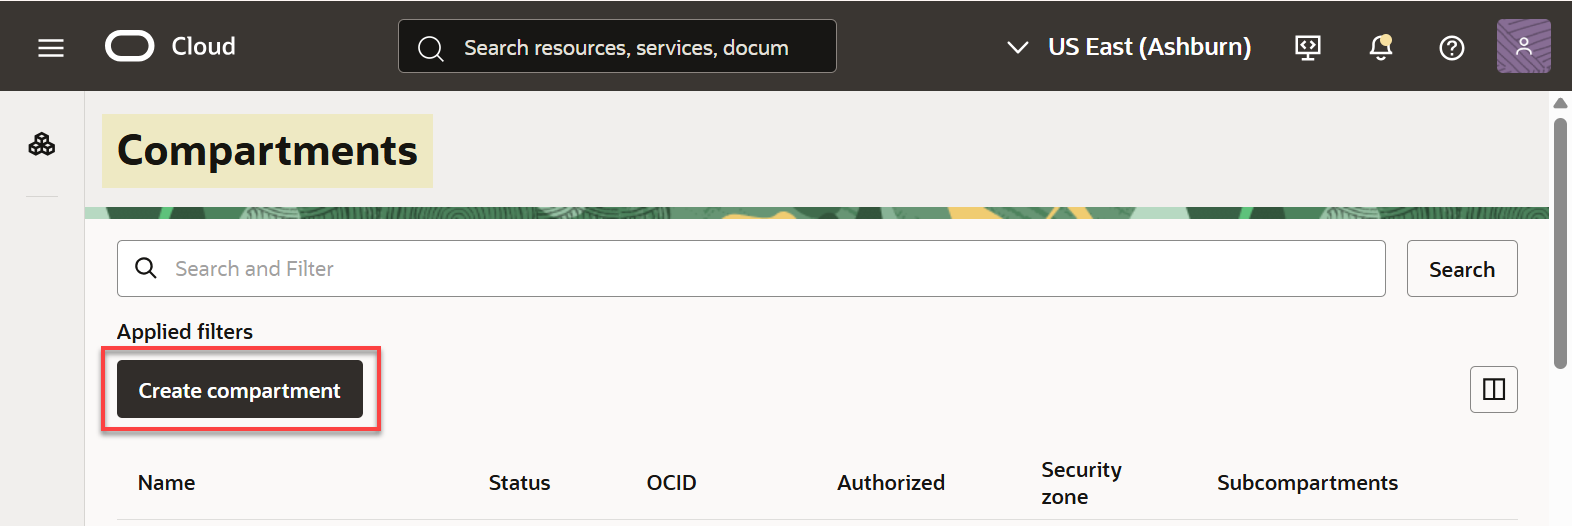 Cloud
Search resources, services, docum
US East (Ashburn)
Compartments
Search and Filter
Search
Applied filters
Create compartment
Name
Status
OCID
Authorized
Security
zone
Subcompartments